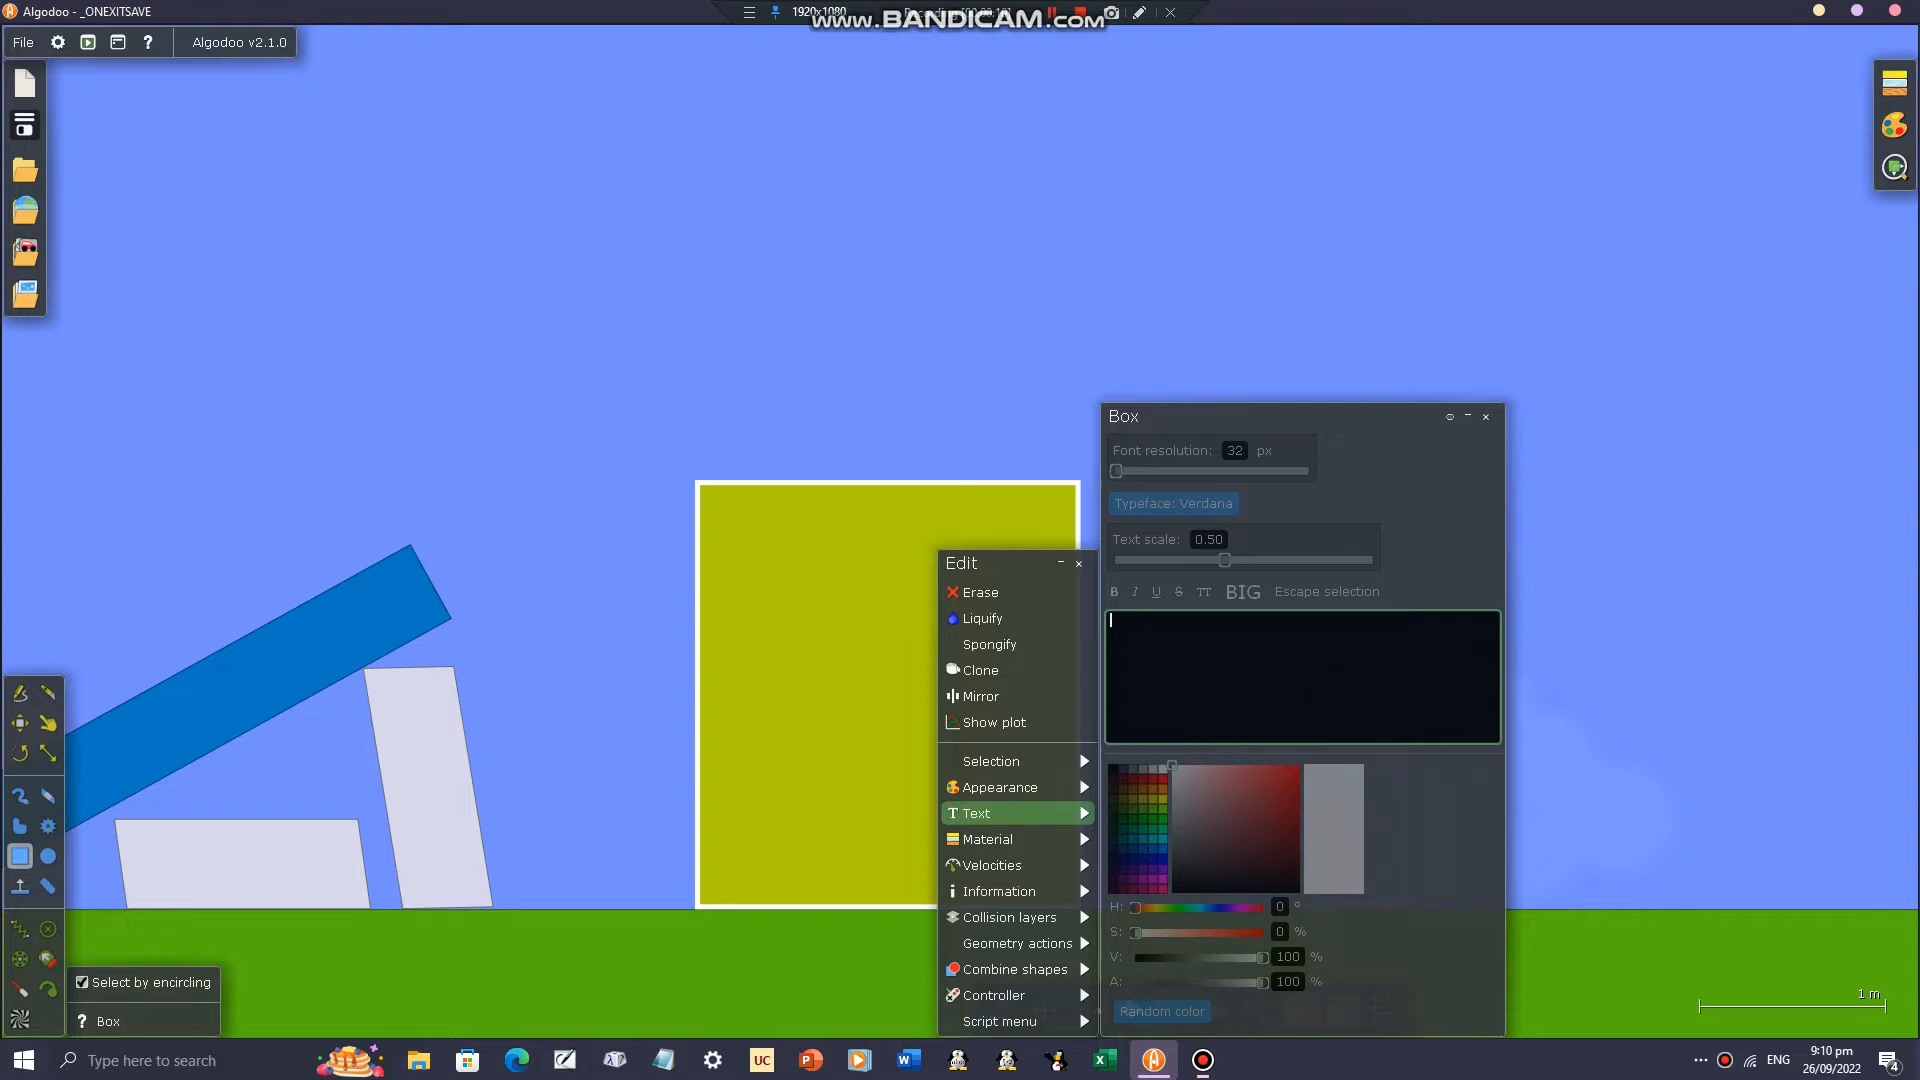 Algodoo - _ONEXITSAVE
1920x1080
www.BANDICAM.com
File
?
Algodoo v2.1.0
Box
Font resolution: 32 px
Typeface: Verdana
Text scale: 0.50
B I U S TT BIG Escape selection
Edit
Erase
Liquify
Spongify
Clone
Mirror
Show plot
Selection
Appearance
T Text
Material
Velocities
Information
Collision layers
Geometry actions
Combine shapes
Controller
Script menu
H: 0 °
S: 0 %
V: 100 %
A: 100 %
Random color
Select by encircling
? Box
1 m
Type here to search
UC
ENG
9:10 pm
26/09/2022
4